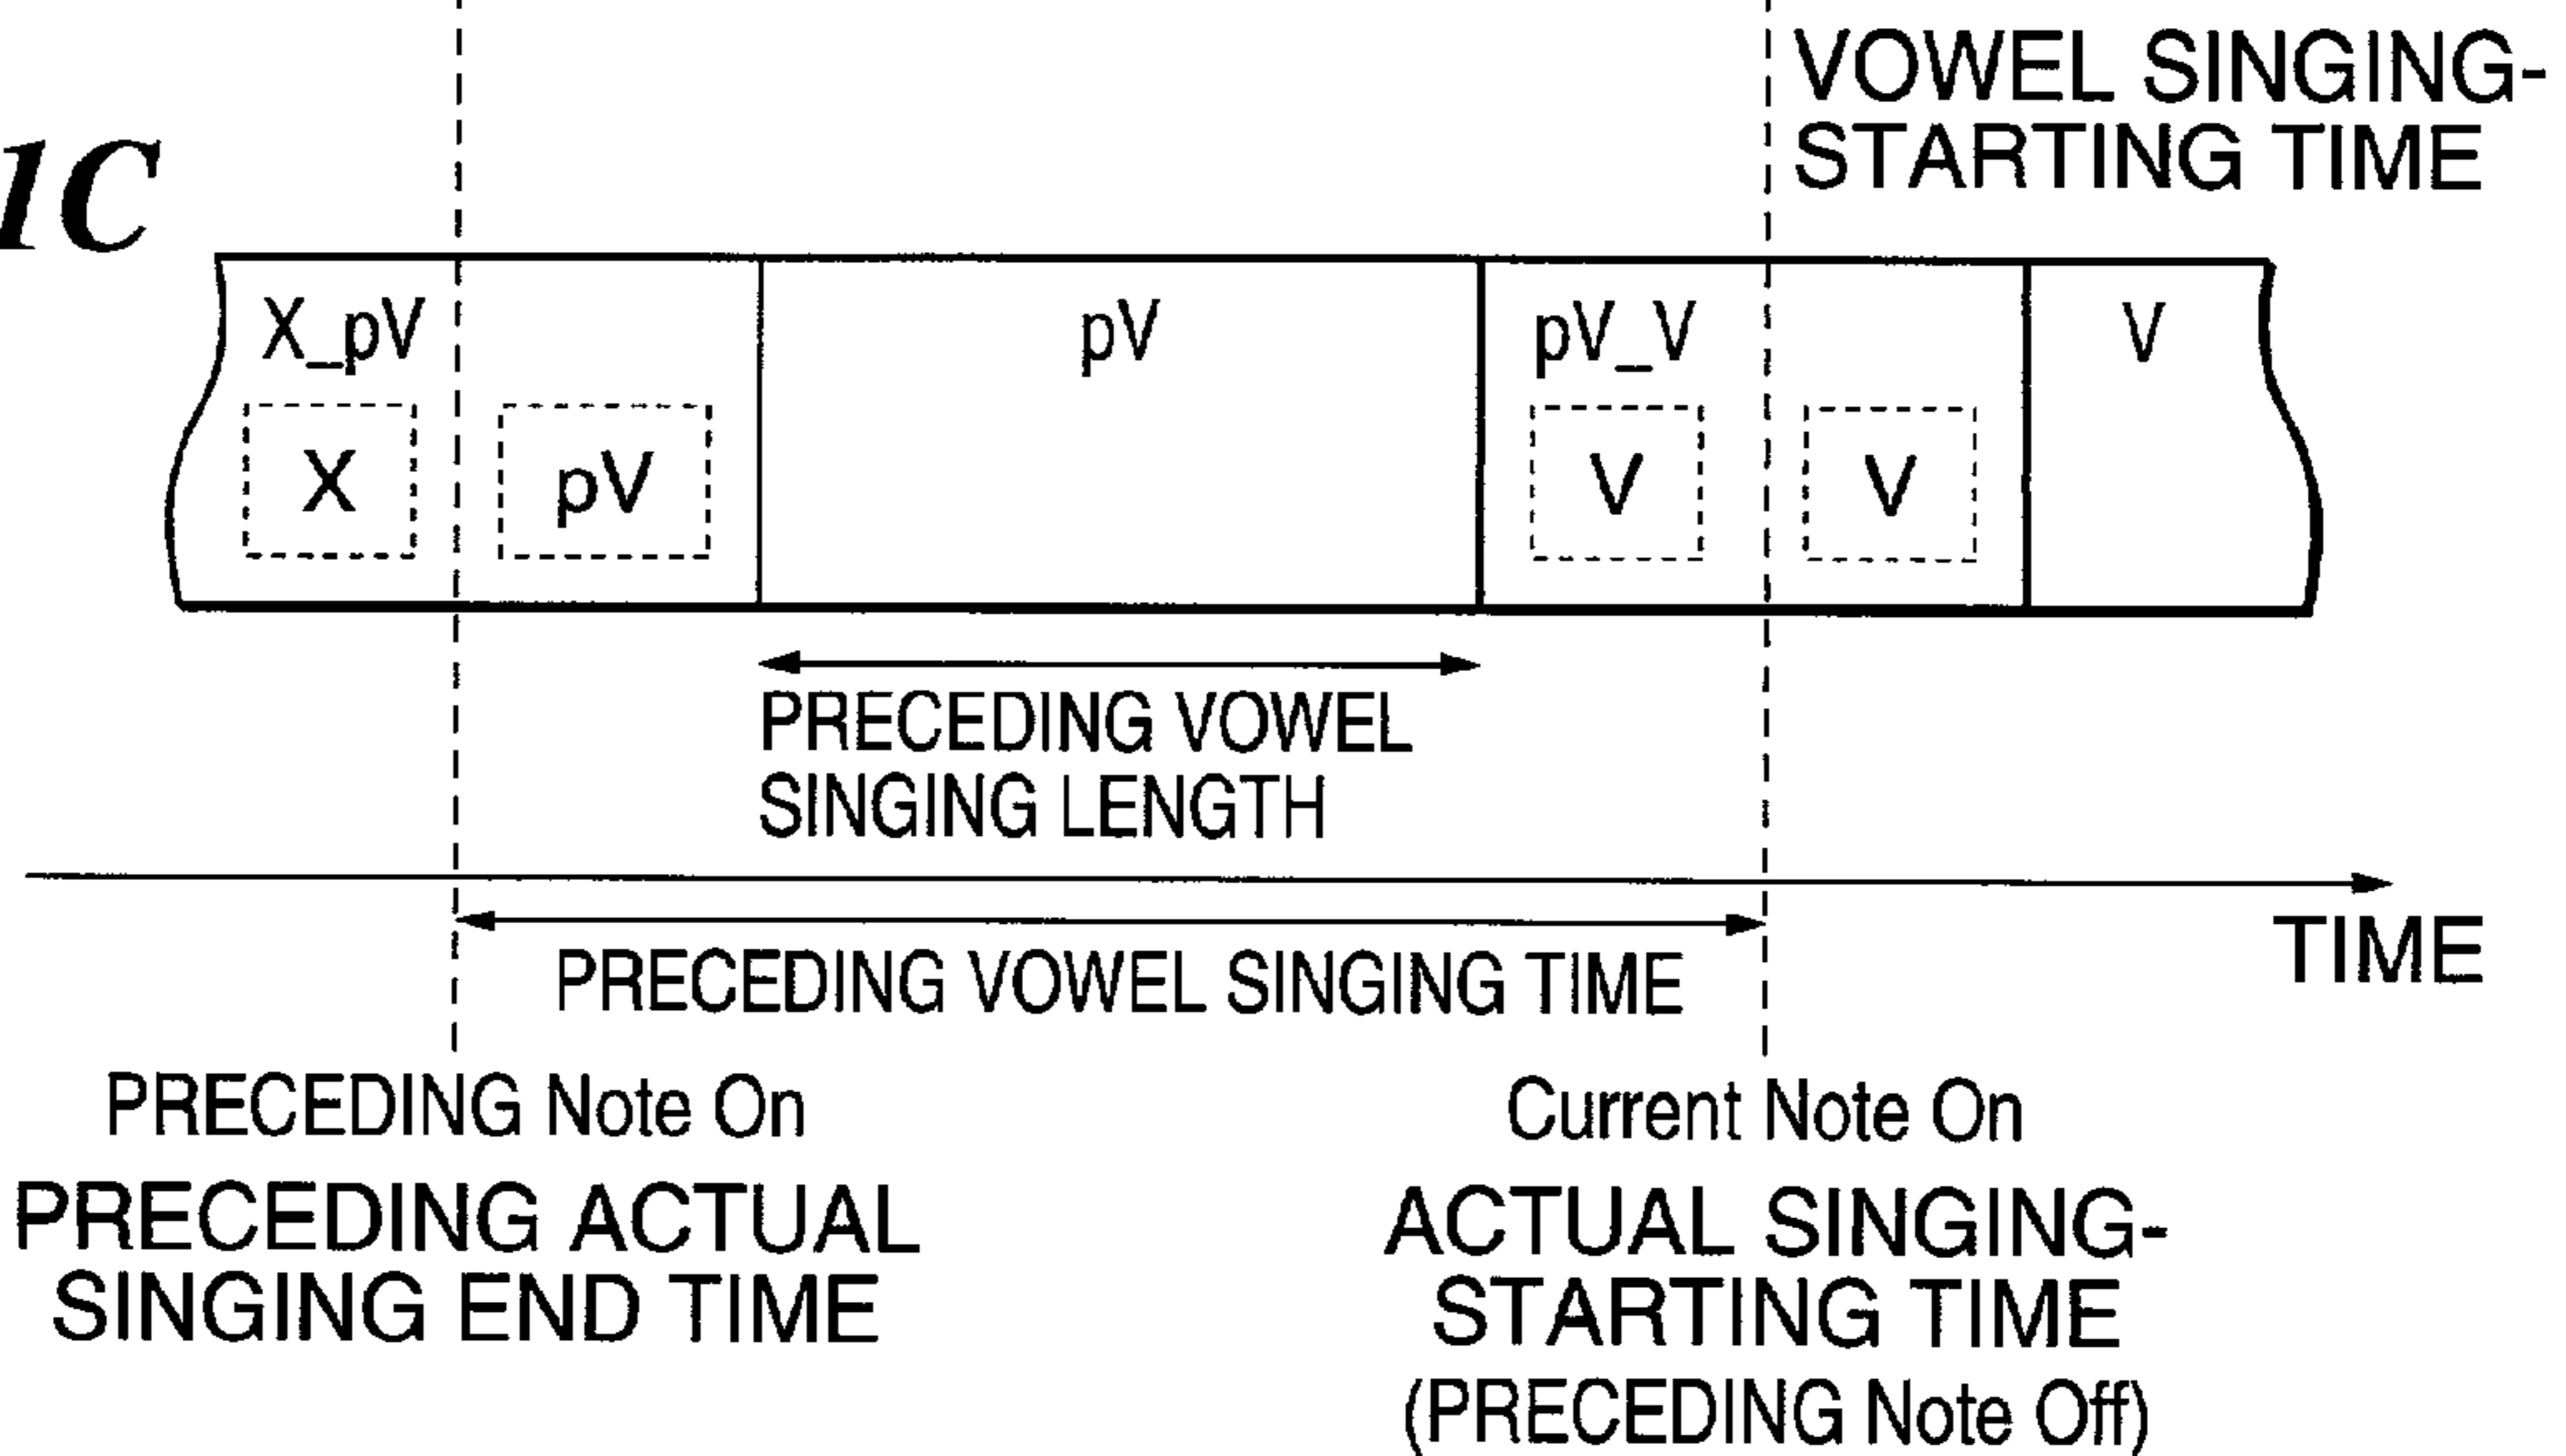 1C
VOWEL SINGING-
STARTING TIME
X_pV
pV
pV_V
V
X
pV
V
V
PRECEDING VOWEL
SINGING LENGTH
TIME
PRECEDING VOWEL SINGING TIME
PRECEDING Note On
PRECEDING ACTUAL
SINGING END TIME
Current Note On
ACTUAL SINGING-
STARTING TIME
(PRECEDING Note Off)